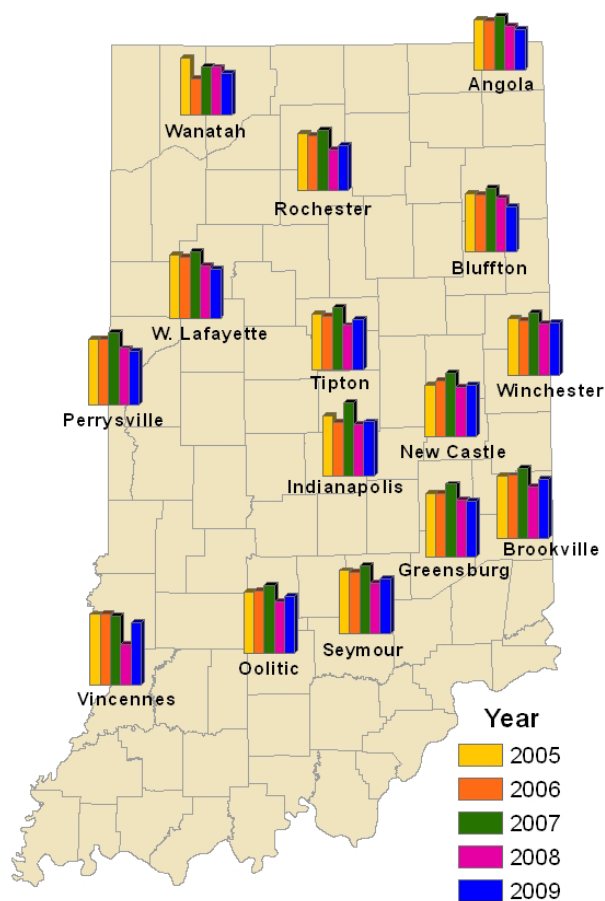 Angola
Wanatah
Rochester
Bluffton
W. Lafayette
Tipton
Winchester
Perrysville
New Castle
Indianapolis
Brookville
Greensburg
Seymour
Oolitic
Vincennes
Year
2005
2006
2007
2008
2009